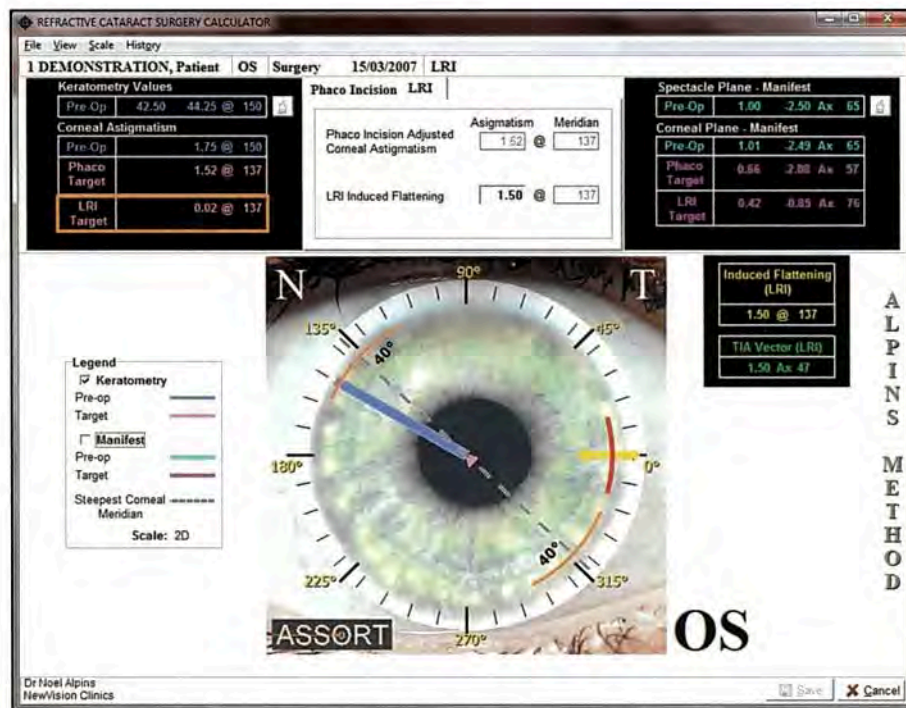 REFRACTIVE CATARACT SURGERY CALCULATOR
File View Scale History
1 DEMONSTRATION, Patient OS Surgery 15/03/2007 LRI
Keratometry Values
Pre-Op 42.50 44.25 @ 150
Corneal Astigmatism
Pre-Op 1.75 @ 150
Phaco Target 1.52 @ 137
LRI Target 0.02 @ 137
Phaco Incision LRI
Asigmatism Meridian
Phaco Incision Adjusted
Corneal Astigmatism 1.52 @ 137
LRI Induced Flattening 1.50 @ 137
Spectacle Plane - Manifest
Pre-Op 1.00 -2.50 Ax 65
Corneal Plane - Manifest
Pre-Op 1.01 -2.49 Ax 65
Phaco Target 0.66 -2.08 Ax 57
LRI Target 0.42 -0.85 Ax 76
Induced Flattening
(LRI)
1.50 @ 137
TIA Vector (LRI)
1.50 Ax 47
ALPINS METHOD
Legend
Keratometry
Pre-op
Target
Manifest
Pre-op
Target
Steepest Corneal
Meridian
Scale: 2D
N T
90°
135° 45°
40°
180° 0°
40°
225° 315°
270°
ASSORT
OS
Dr Noel Alpins
NewVision Clinics
Save Cancel